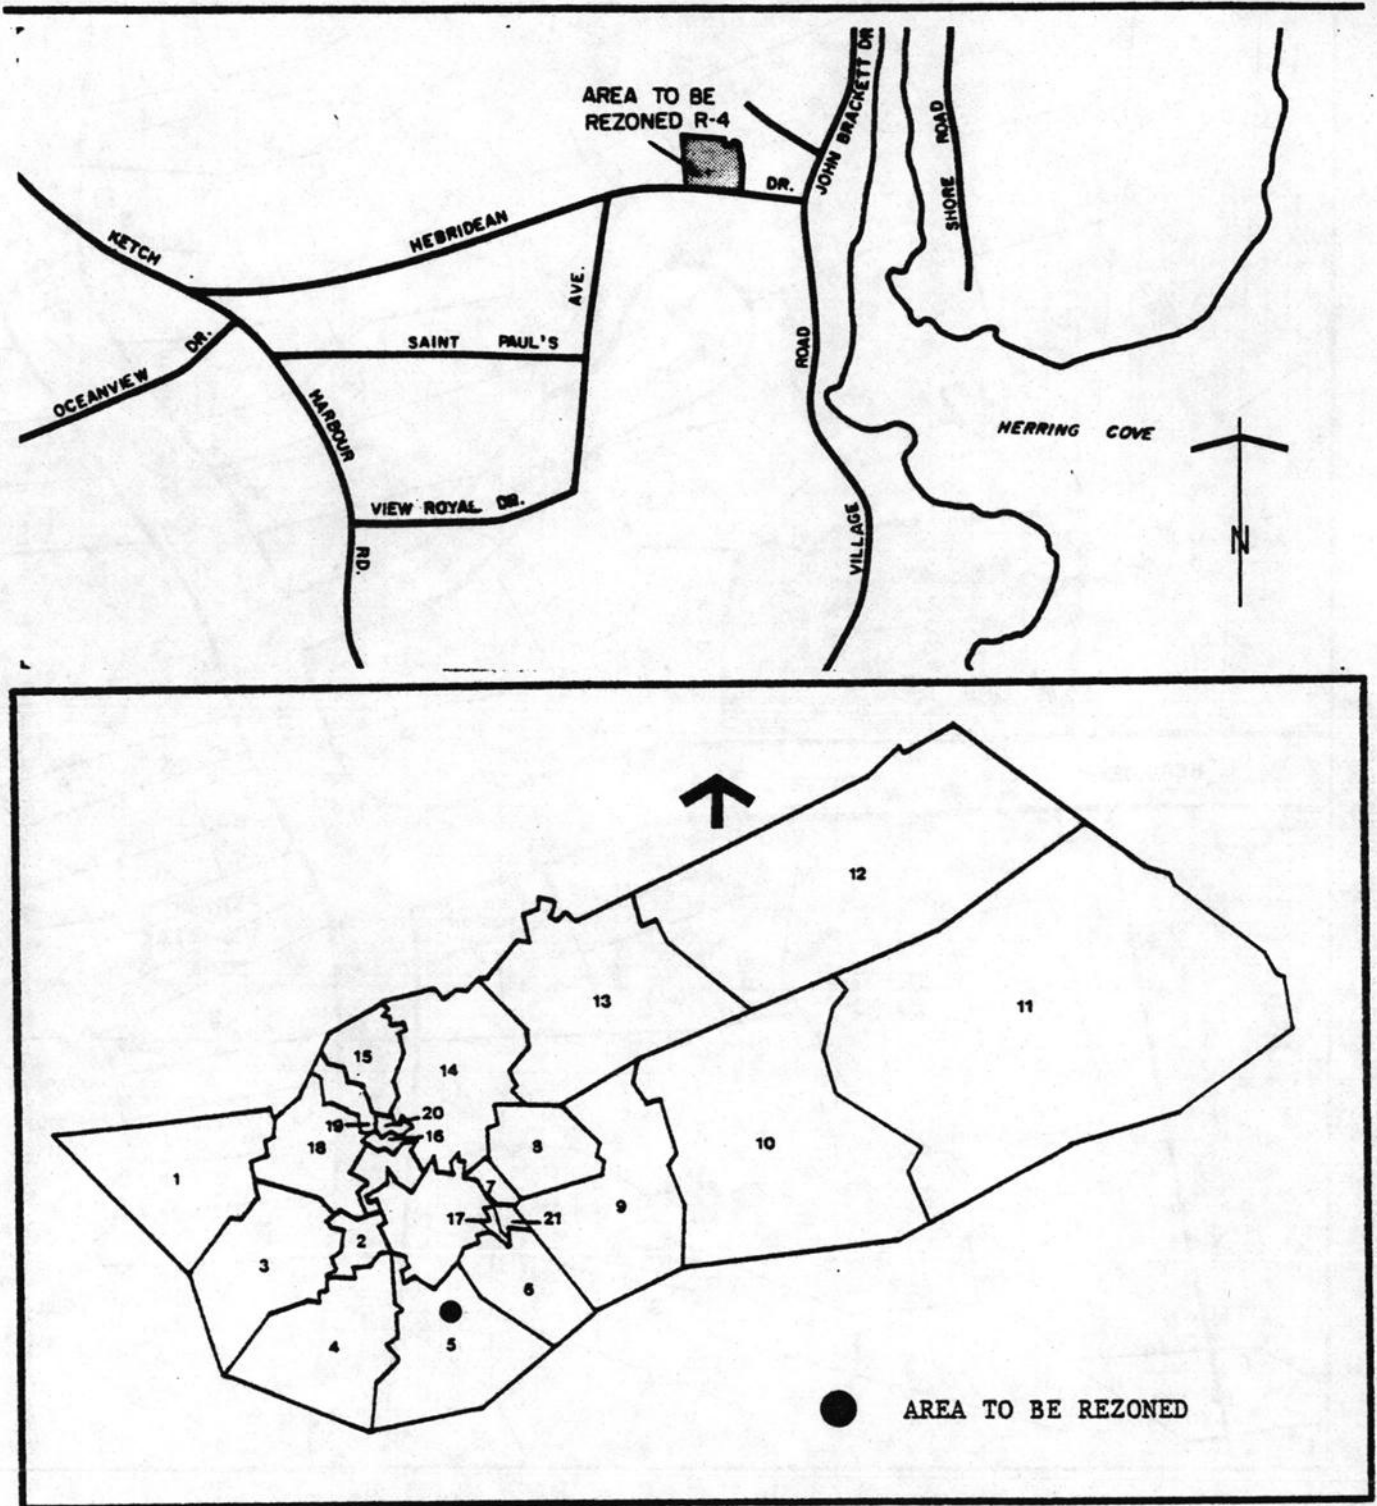 AREA TO BE
REZONED R-4
JOHN BRACKETT DR
SHORE ROAD
DR.
KETCH
HEBRIDEAN
AVE.
DR.
SAINT PAUL'S
ROAD
OCEANVIEW
HARBOUR
HERRING COVE
VIEW ROYAL DR.
VILLAGE
N
RD.
12
13
11
15
14
20
19
16
18
8
10
1
7
9
17
21
2
3
6
4
5
AREA TO BE REZONED